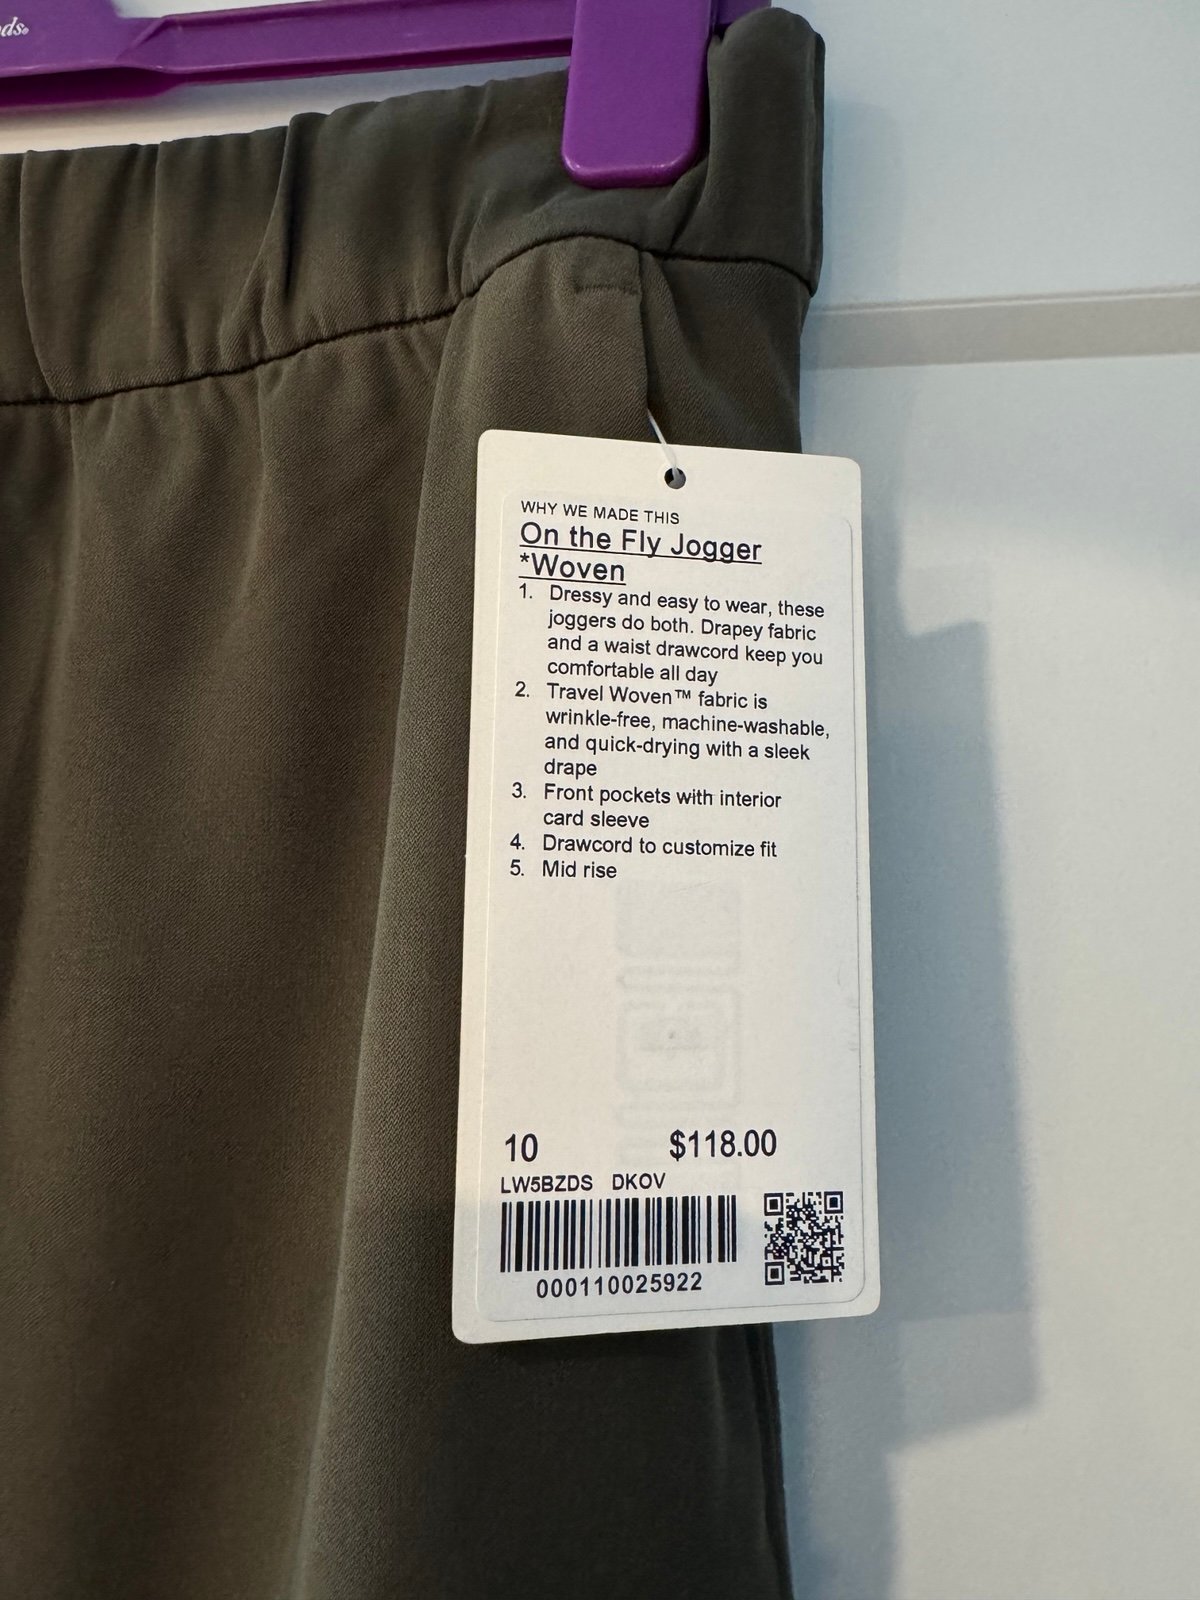 WHY WE MADE THIS
On the Fly Jogger
*Woven
1. Dressy and easy to wear, these
joggers do both. Drapey fabric
and a waist drawcord keep you
comfortable all day
2. Travel Woven™ fabric is
wrinkle-free, machine-washable,
and quick-drying with a sleek
drape
3. Front pockets with interior
card sleeve
4. Drawcord to customize fit
5. Mid rise
10 $118.00
LW5BZDS DKOV
000110025922